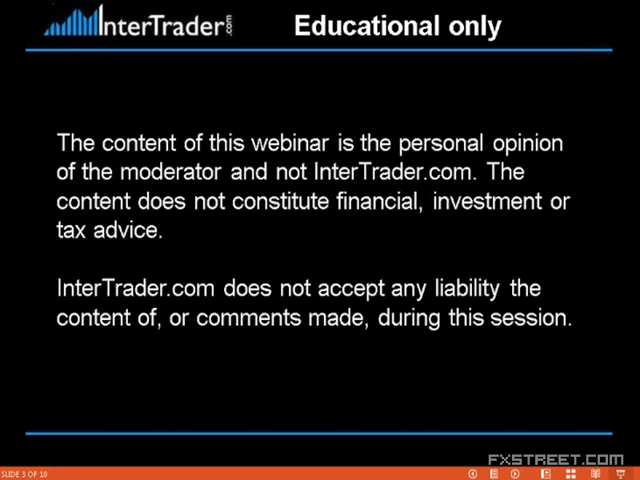 InterTrader.com
Educational only
The content of this webinar is the personal opinion
of the moderator and not InterTrader.com. The
content does not constitute financial, investment or
tax advice.
InterTrader.com does not accept any liability the
content of, or comments made, during this session.
FXSTREET.COM
SLIDE 3 OF 10